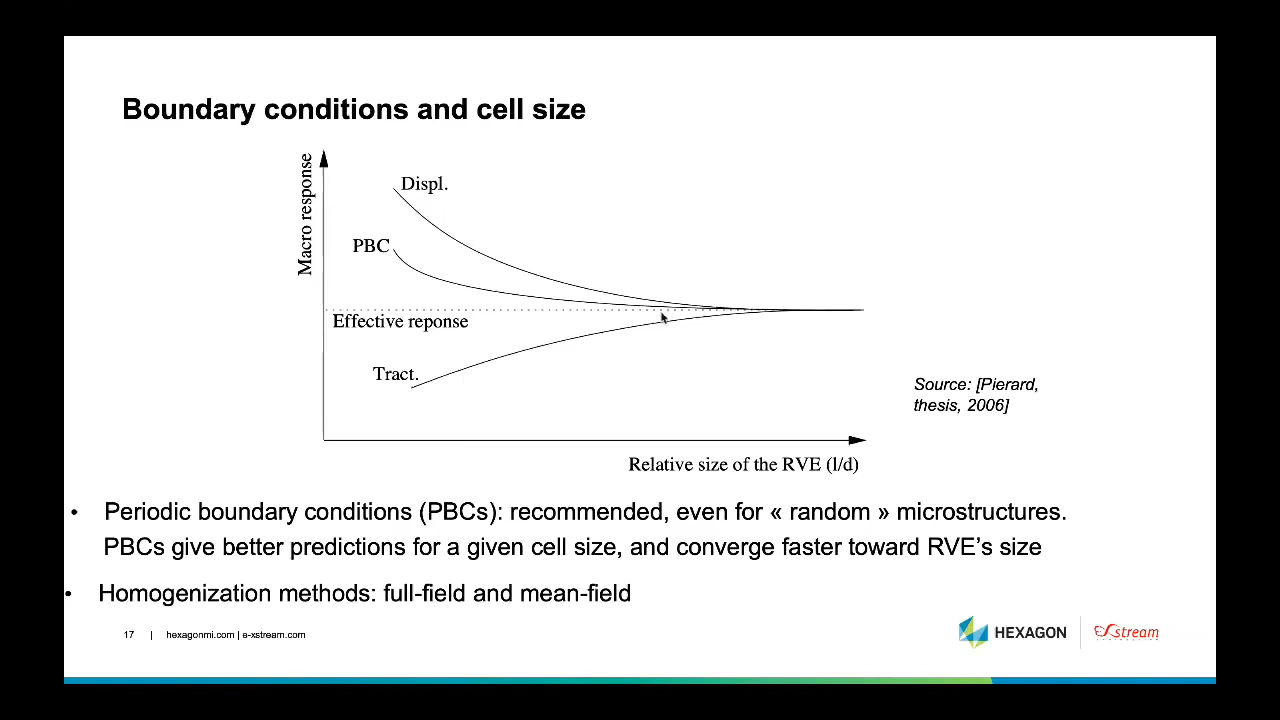 Boundary conditions and cell size
Macro response
Displ.
PBC
Effective reponse
Tract.
Source: [Pierard,
thesis, 2006]
Relative size of the RVE (l/d)
• Periodic boundary conditions (PBCs): recommended, even for « random » microstructures.
PBCs give better predictions for a given cell size, and converge faster toward RVE's size
• Homogenization methods: full-field and mean-field
17 | hexagonmi.com | e-xstream.com
HEXAGON
Xstream